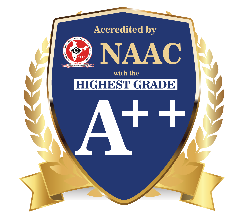 Accredited by
NAAC
with the
HIGHEST GRADE
A++